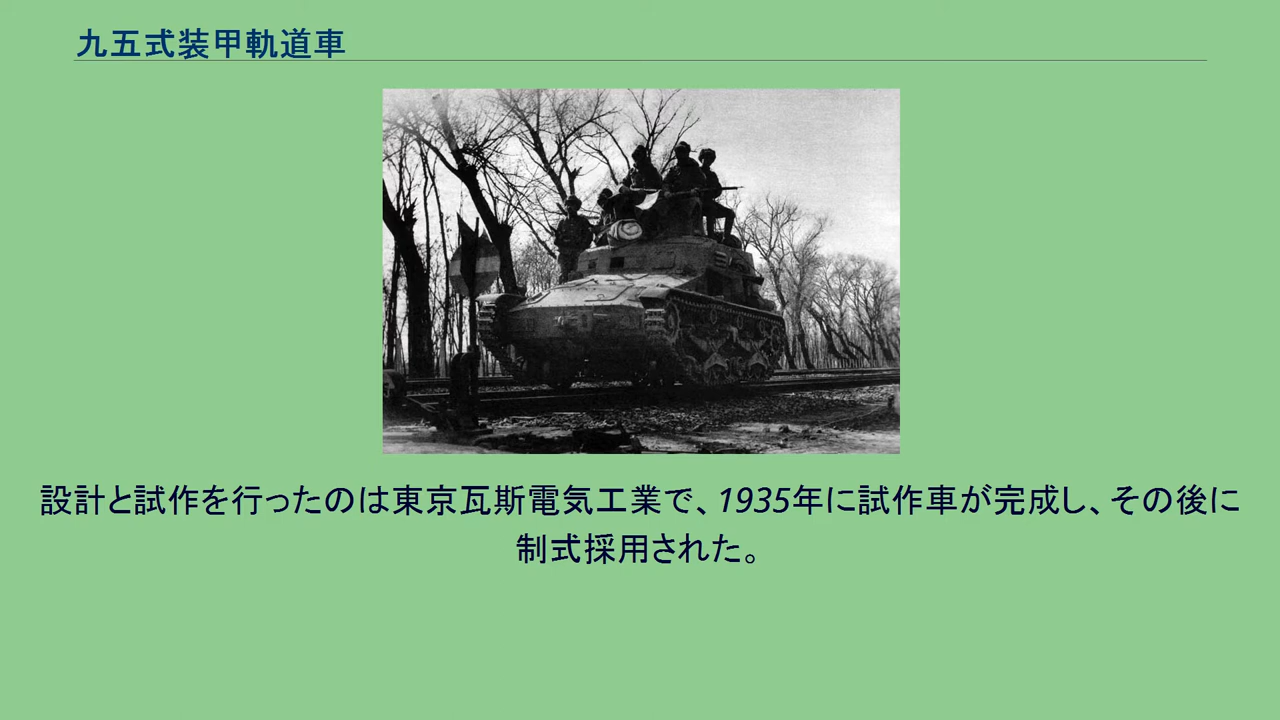 九五式装甲軌道車
設計と試作を行ったのは東京瓦斯電気工業で、1935年に試作車が完成し、その後に
制式採用された。